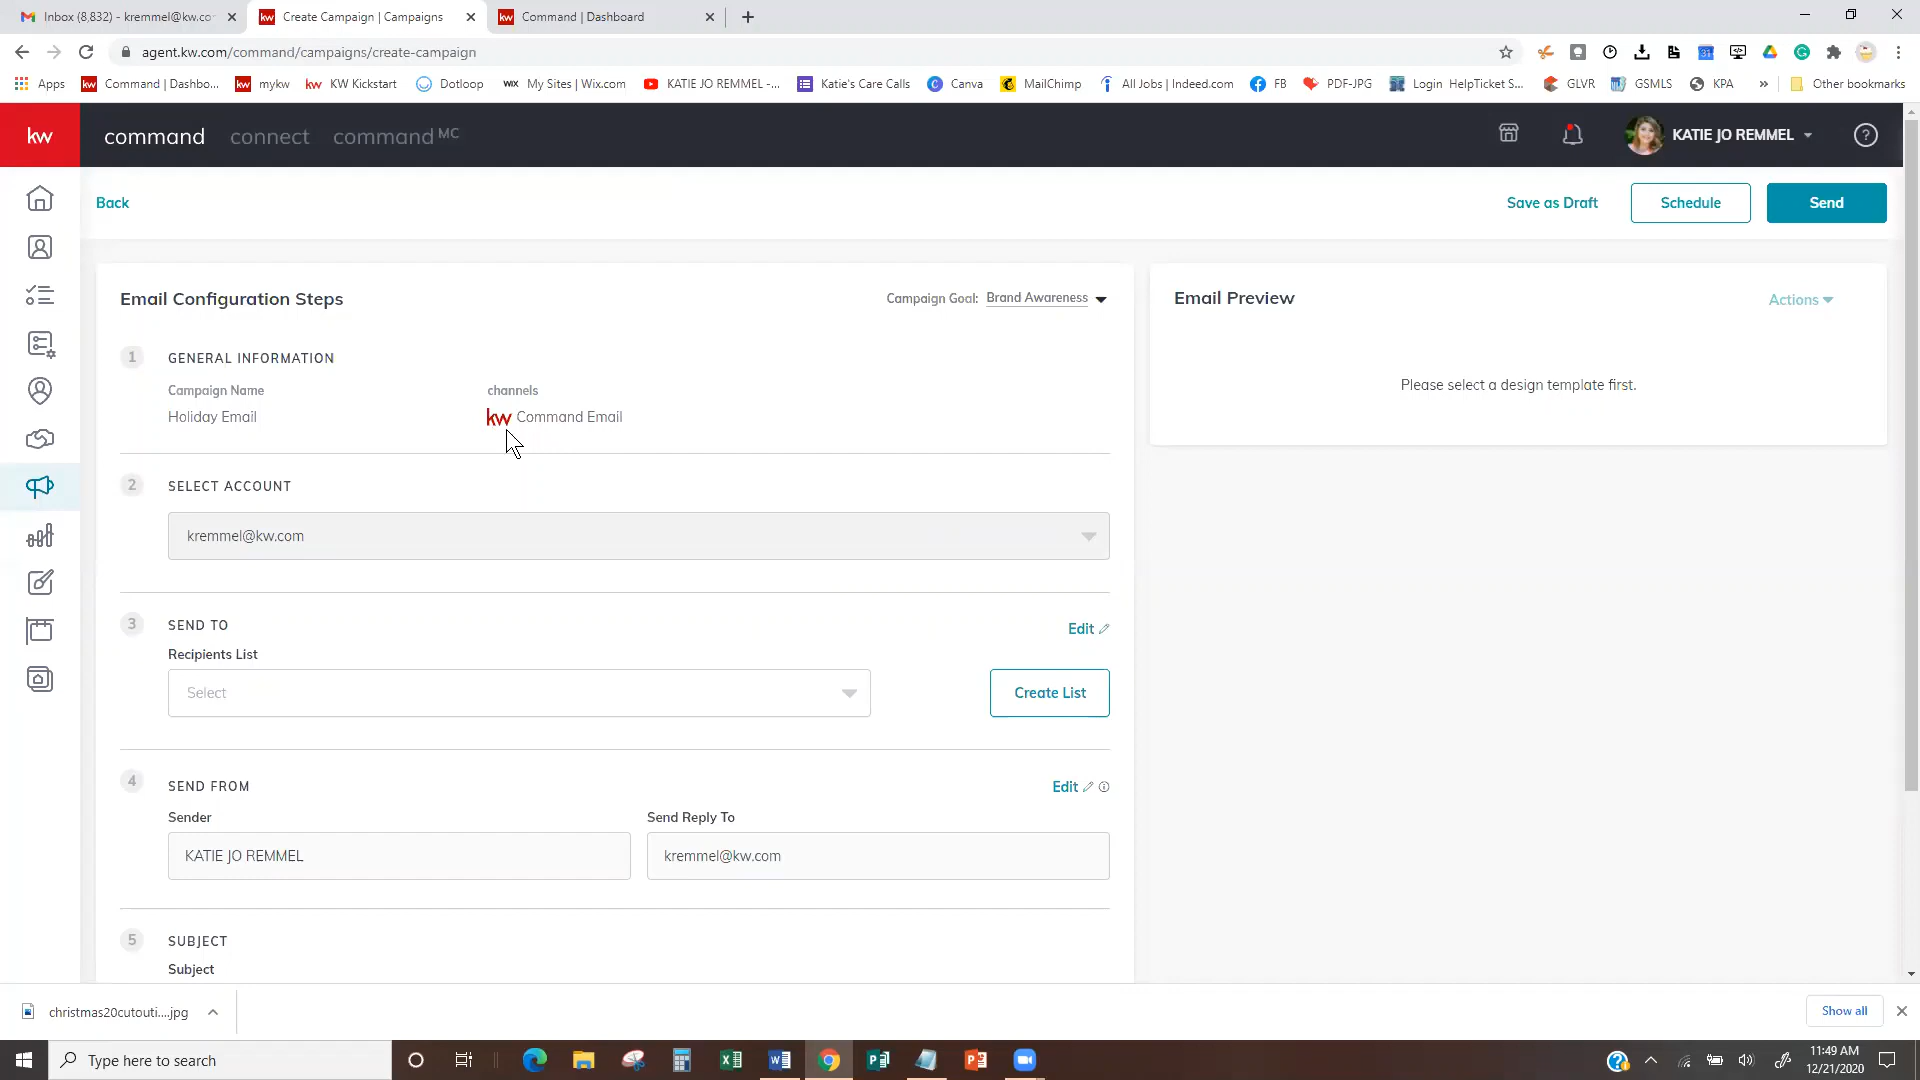 Inbox (8,832) - kremmel@kw.co
Create Campaign | Campaigns
Command | Dashboard
agent.kw.com/command/campaigns/create-campaign
Apps
Command | Dashbo...
mykw
KW Kickstart
Dotloop
WIX My Sites | Wix.com
KATIE JO REMMEL -...
Katie's Care Calls
Canva
MailChimp
All Jobs | Indeed.com
FB
PDF-JPG
Login HelpTicket S...
GLVR
GSMLS
KPA
»
Other bookmarks
kw
command
connect
command MC
KATIE JO REMMEL
Back
Save as Draft
Schedule
Send
Email Configuration Steps
Campaign Goal: Brand Awareness
1 GENERAL INFORMATION
Campaign Name
channels
Holiday Email
kw Command Email
2 SELECT ACCOUNT
kremmel@kw.com
3 SEND TO
Edit
Recipients List
Select
Create List
4 SEND FROM
Edit
Sender
Send Reply To
KATIE JO REMMEL
kremmel@kw.com
5 SUBJECT
Subject
Email Preview
Actions
Please select a design template first.
christmas20cutouti....jpg
Show all
Type here to search
11:49 AM
12/21/2020